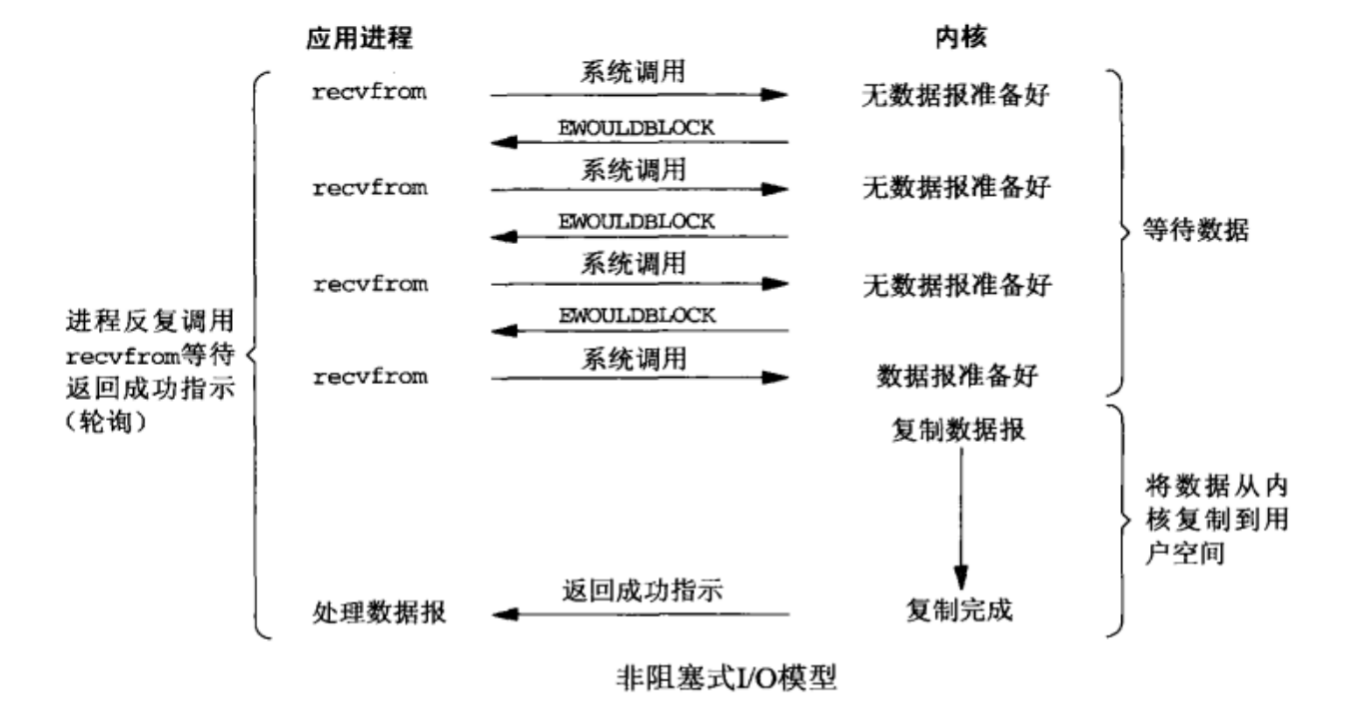 应用进程
内核
recvfrom
系统调用
无数据报准备好
EWOULDBLOCK
recvfrom
系统调用
无数据报准备好
EWOULDBLOCK
recvfrom
系统调用
无数据报准备好
EWOULDBLOCK
recvfrom
系统调用
数据报准备好
等待数据
进程反复调用
recvfrom等待
返回成功指示
(轮询)
复制数据报
将数据从内
核复制到用
户空间
处理数据报
返回成功指示
复制完成
非阻塞式I/O模型